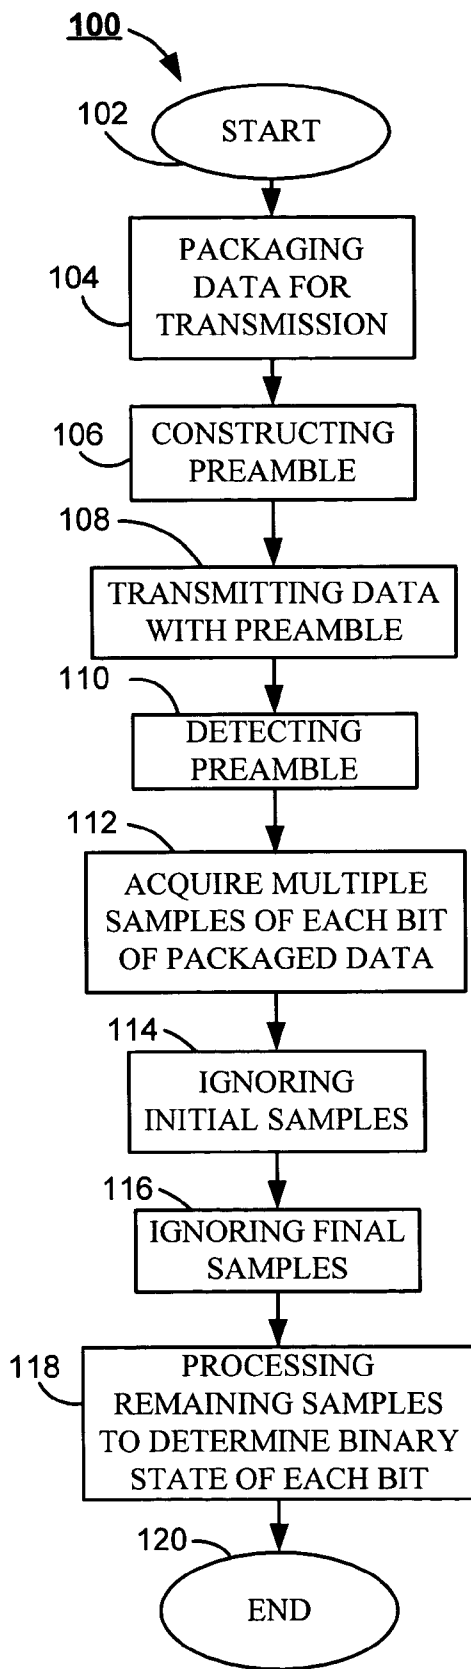 100
102
START
104
PACKAGING
DATA FOR
TRANSMISSION
106
CONSTRUCTING
PREAMBLE
108
TRANSMITTING DATA
WITH PREAMBLE
110
DETECTING
PREAMBLE
112
ACQUIRE MULTIPLE
SAMPLES OF EACH BIT
OF PACKAGED DATA
114
IGNORING
INITIAL SAMPLES
116
IGNORING FINAL
SAMPLES
118
PROCESSING
REMAINING SAMPLES
TO DETERMINE BINARY
STATE OF EACH BIT
120
END